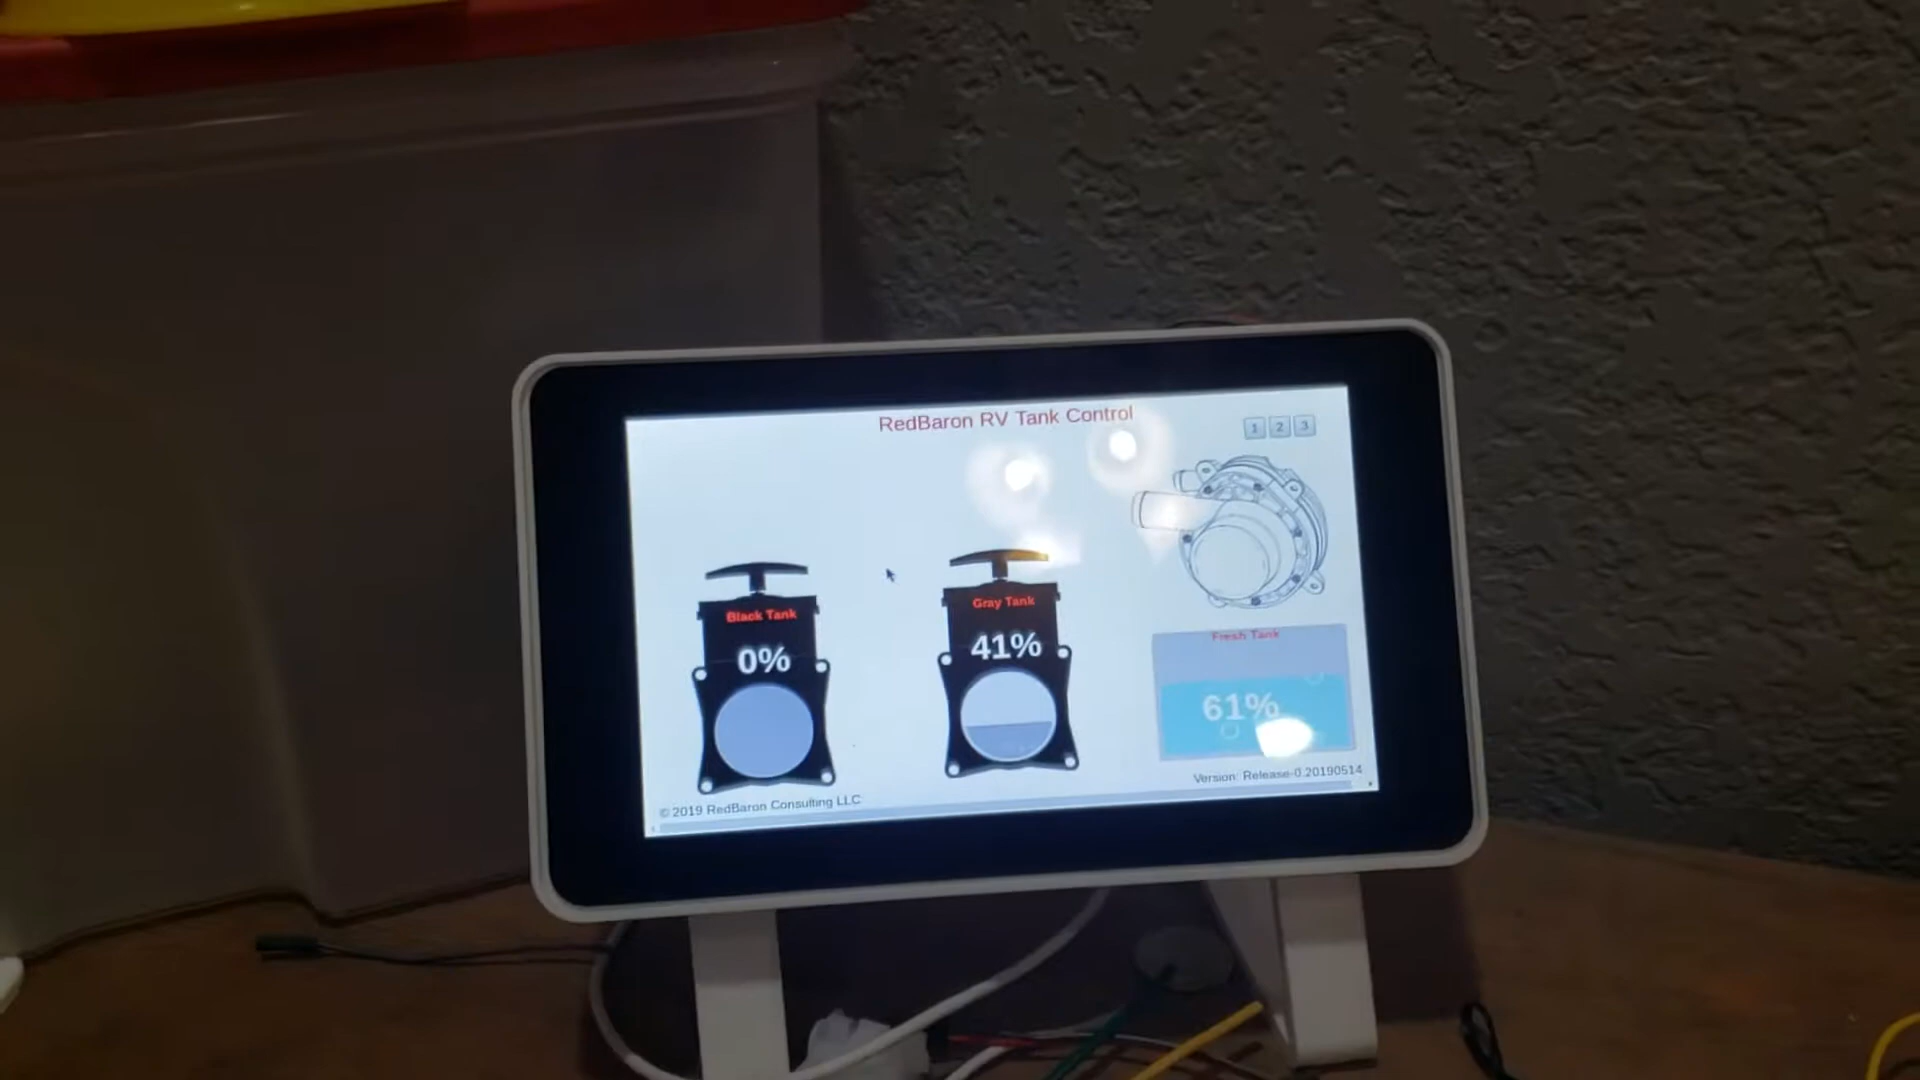 RedBaron RV Tank Control
1 2 3
Black Tank
0%
Gray Tank
41%
Fresh Tank
61%
Version: Release-0.20190514
© 2019 RedBaron Consulting LLC